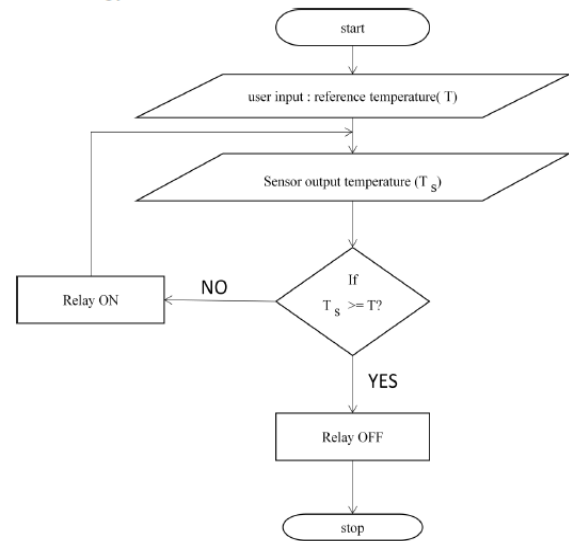 start
user input : reference temperature( T)
Sensor output temperature (T s)
If
T s >= T?
NO
Relay ON
YES
Relay OFF
stop